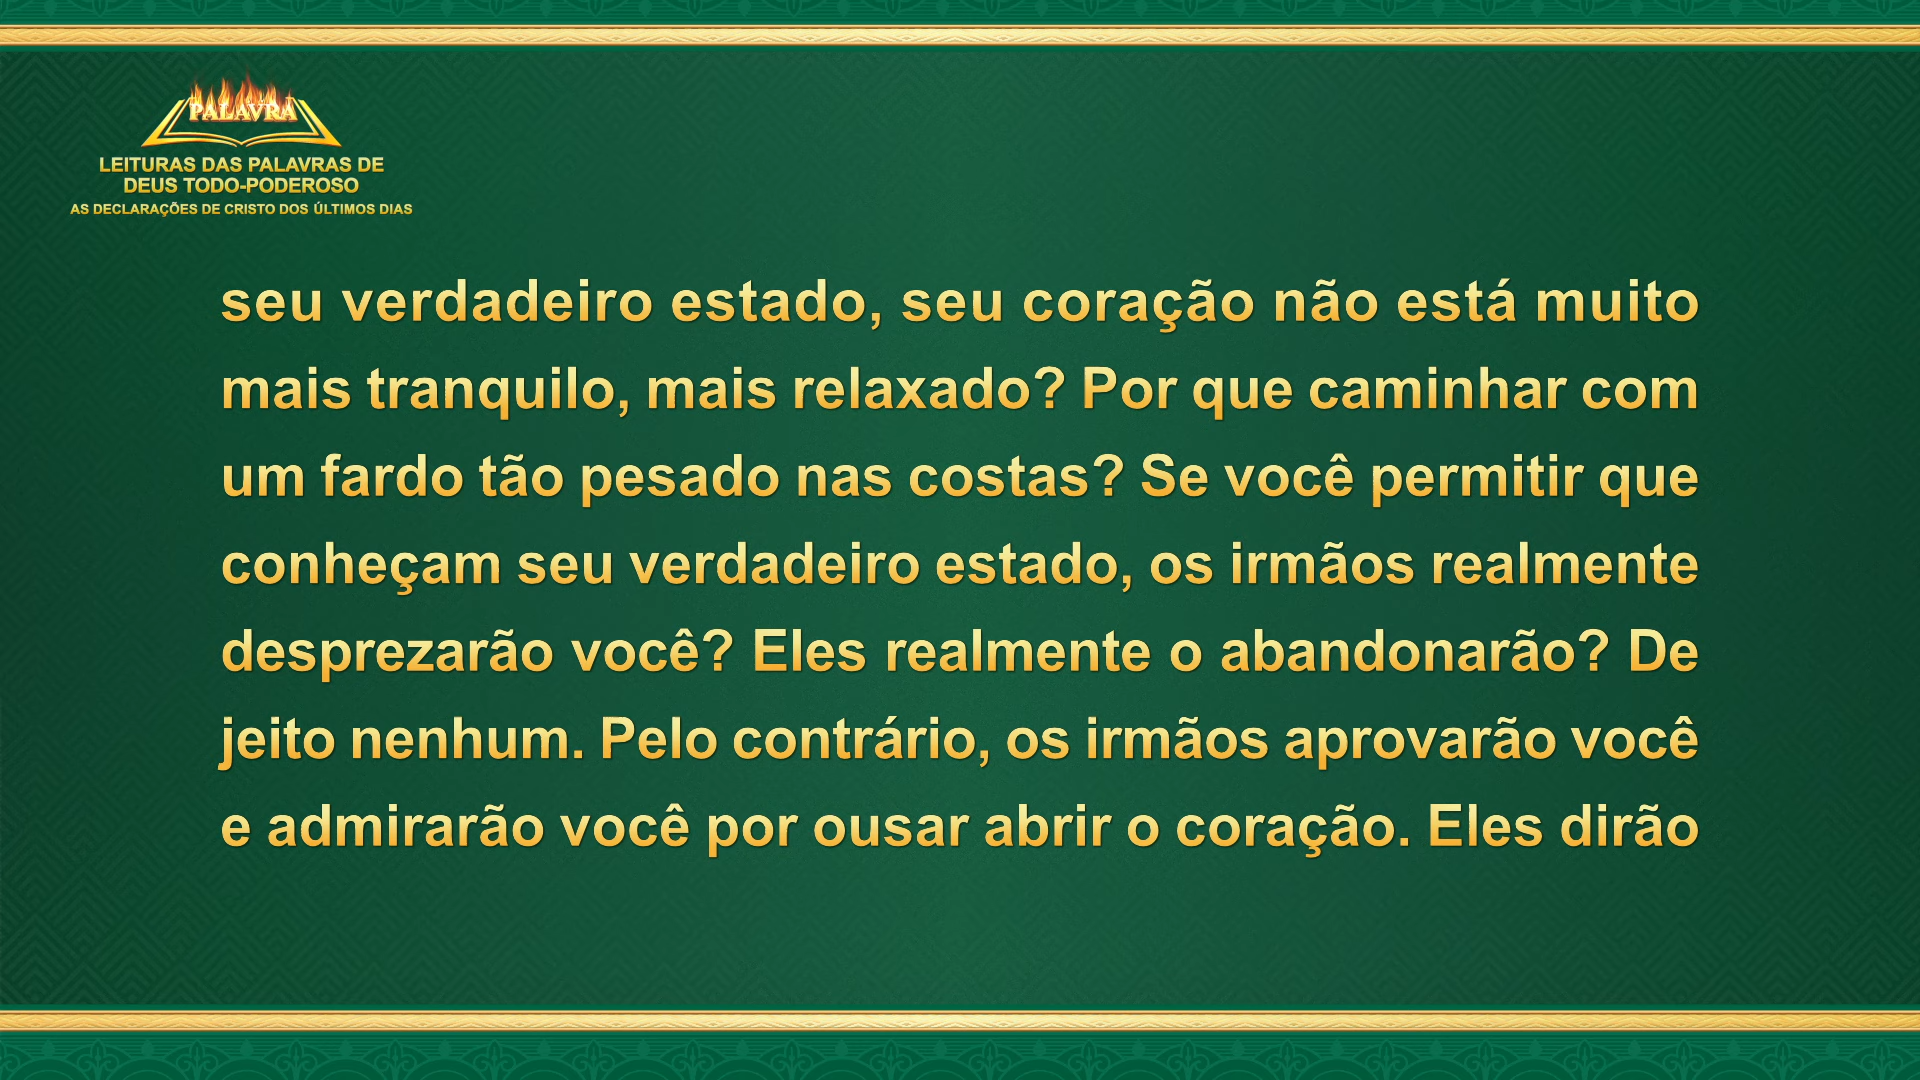 PALAVRA
LEITURAS DAS PALAVRAS DE
DEUS TODO-PODEROSO
AS DECLARAÇÕES DE CRISTO DOS ÚLTIMOS DIAS
seu verdadeiro estado, seu coração não está muito
mais tranquilo, mais relaxado? Por que caminhar com
um fardo tão pesado nas costas? Se você permitir que
conheçam seu verdadeiro estado, os irmãos realmente
desprezarão você? Eles realmente o abandonarão? De
jeito nenhum. Pelo contrário, os irmãos aprovarão você
e admirarão você por ousar abrir o coração. Eles dirão